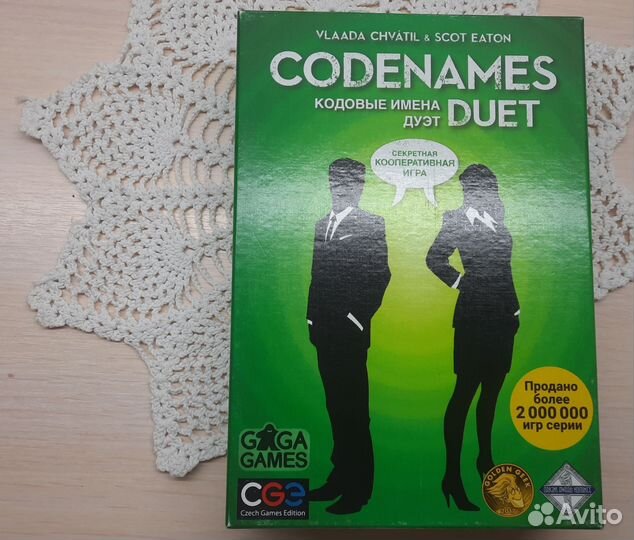 VLAADA CHVÁTIL & SCOT EATON
CODENAMES
КОДОВЫЕ ИМЕНА
ДУЭТ
DUET
СЕКРЕТНАЯ
КООПЕРАТИВНАЯ
ИГРА
Продано
более
2 000 000
игр серии
GAGA
GAMES
CGE
Czech Games Edition
GOLDEN GEEK
Avito